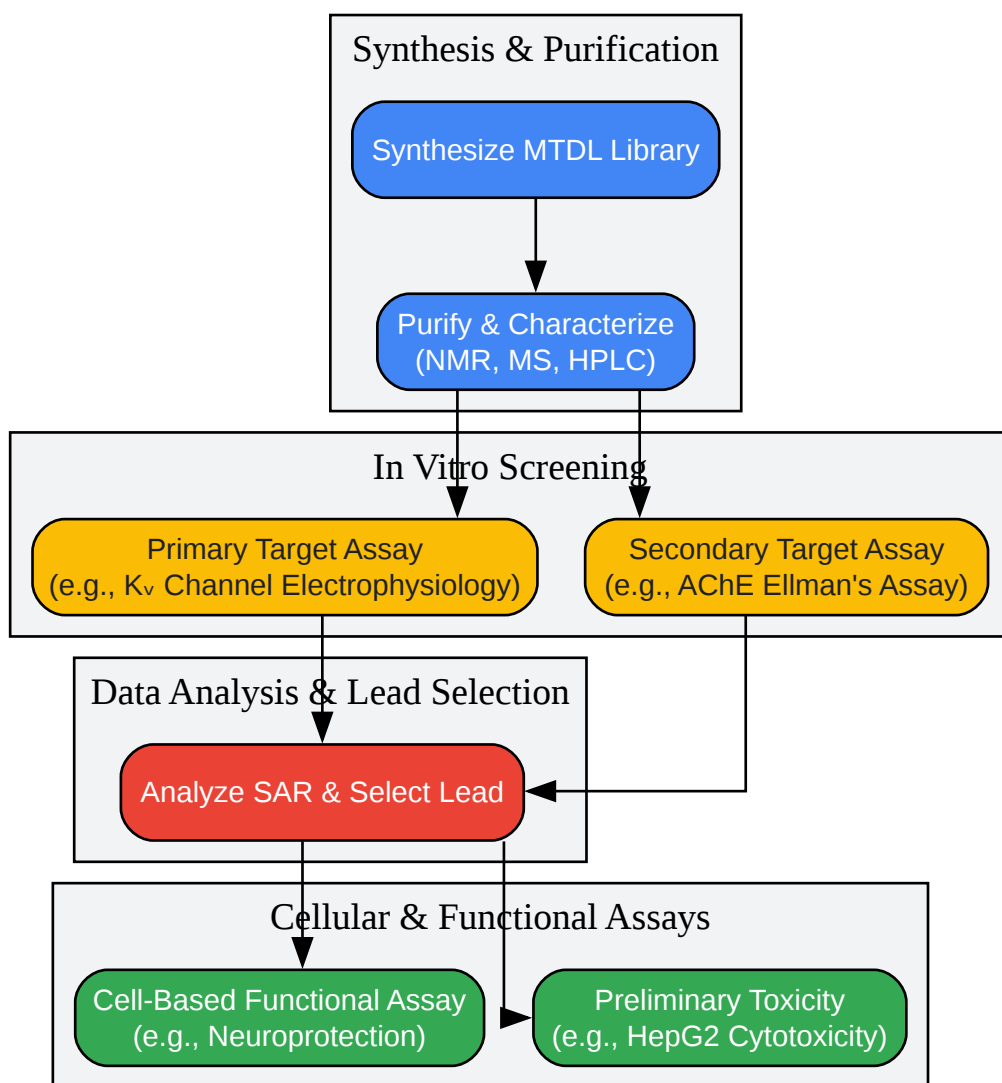 Synthesis & Purification
Synthesize MTDL Library
Purify & Characterize
(NMR, MS, HPLC)
In Vitro Screening
Primary Target Assay
(e.g., Kᵥ Channel Electrophysiology)
Secondary Target Assay
(e.g., AChE Ellman's Assay)
Data Analysis & Lead Selection
Analyze SAR & Select Lead
Cellular & Functional Assays
Cell-Based Functional Assay
(e.g., Neuroprotection)
Preliminary Toxicity
(e.g., HepG2 Cytotoxicity)